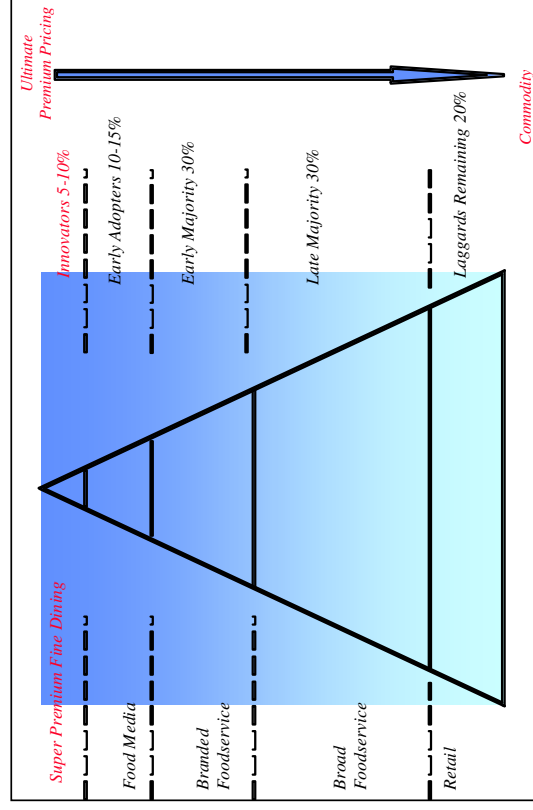 Super Premium Fine Dining
Food Media
Branded
Foodservice
Broad
Foodservice
Retail
Innovators 5-10%
Early Adopters 10-15%
Early Majority 30%
Late Majority 30%
Laggards Remaining 20%
Ultimate
Premium Pricing
Commodity